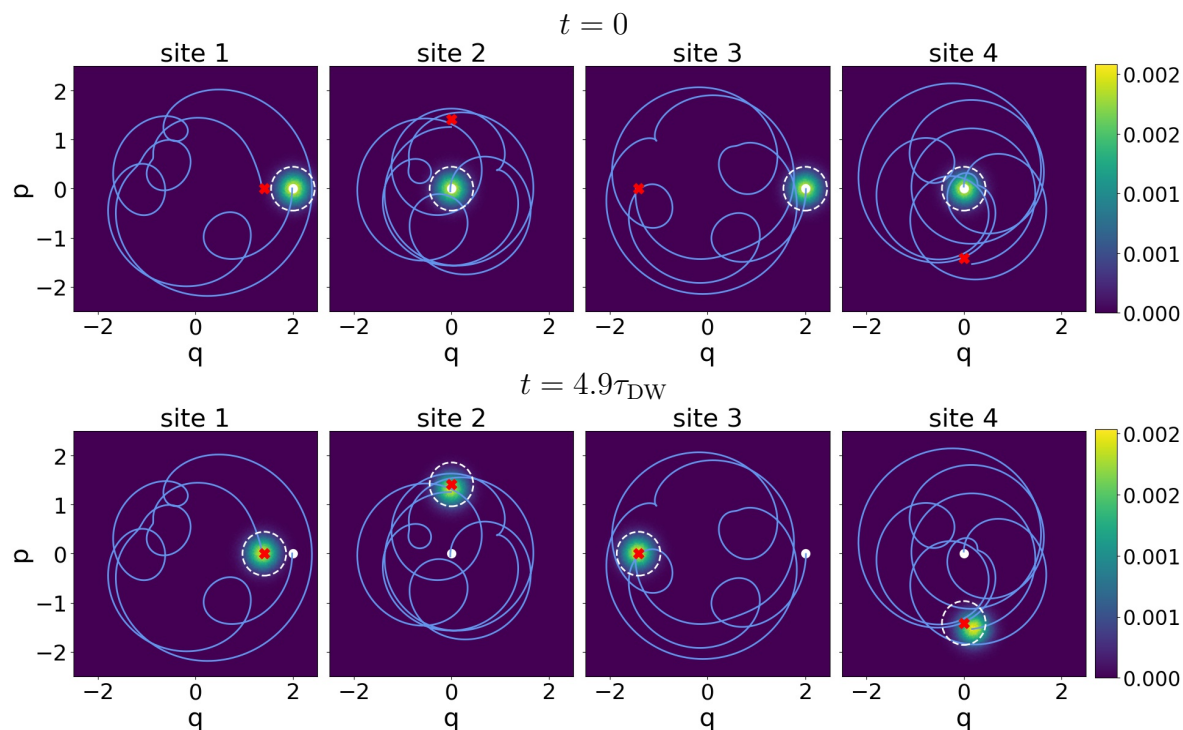 t = 0
site 1 site 2 site 3 site 4
2 0.002
1 0.002
0 0.001
−1 0.001
−2 0.000
p
−2 0 2 −2 0 2 −2 0 2 −2 0 2
q q q q
t = 4.9τDW
site 1 site 2 site 3 site 4
2 0.002
1 0.002
0 0.001
−1 0.001
−2 0.000
p
−2 0 2 −2 0 2 −2 0 2 −2 0 2
q q q q